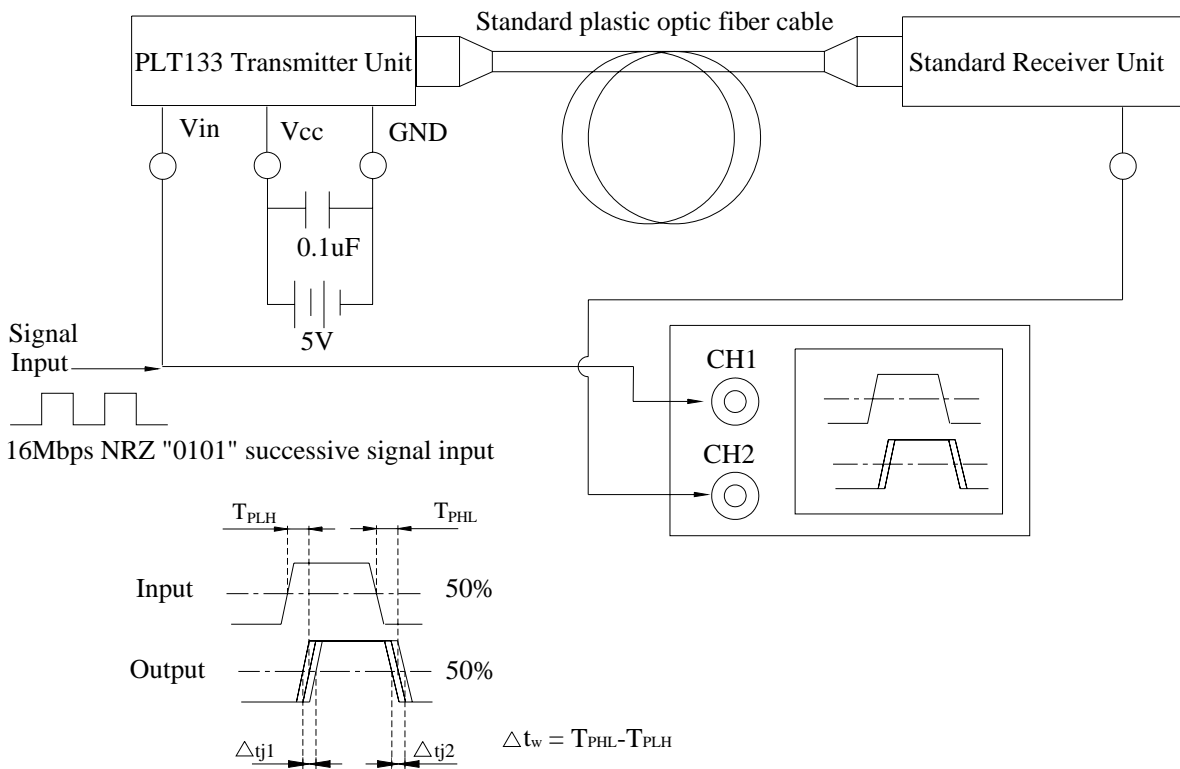 Standard plastic optic fiber cable
PLT133 Transmitter Unit
Standard Receiver Unit
Vin
Vcc
GND
0.1uF
5V
Signal
Input
16Mbps NRZ "0101" successive signal input
CH1
CH2
TPLH
TPHL
Input
50%
Output
50%
△tj1
△tj2
△tw = TPHL-TPLH